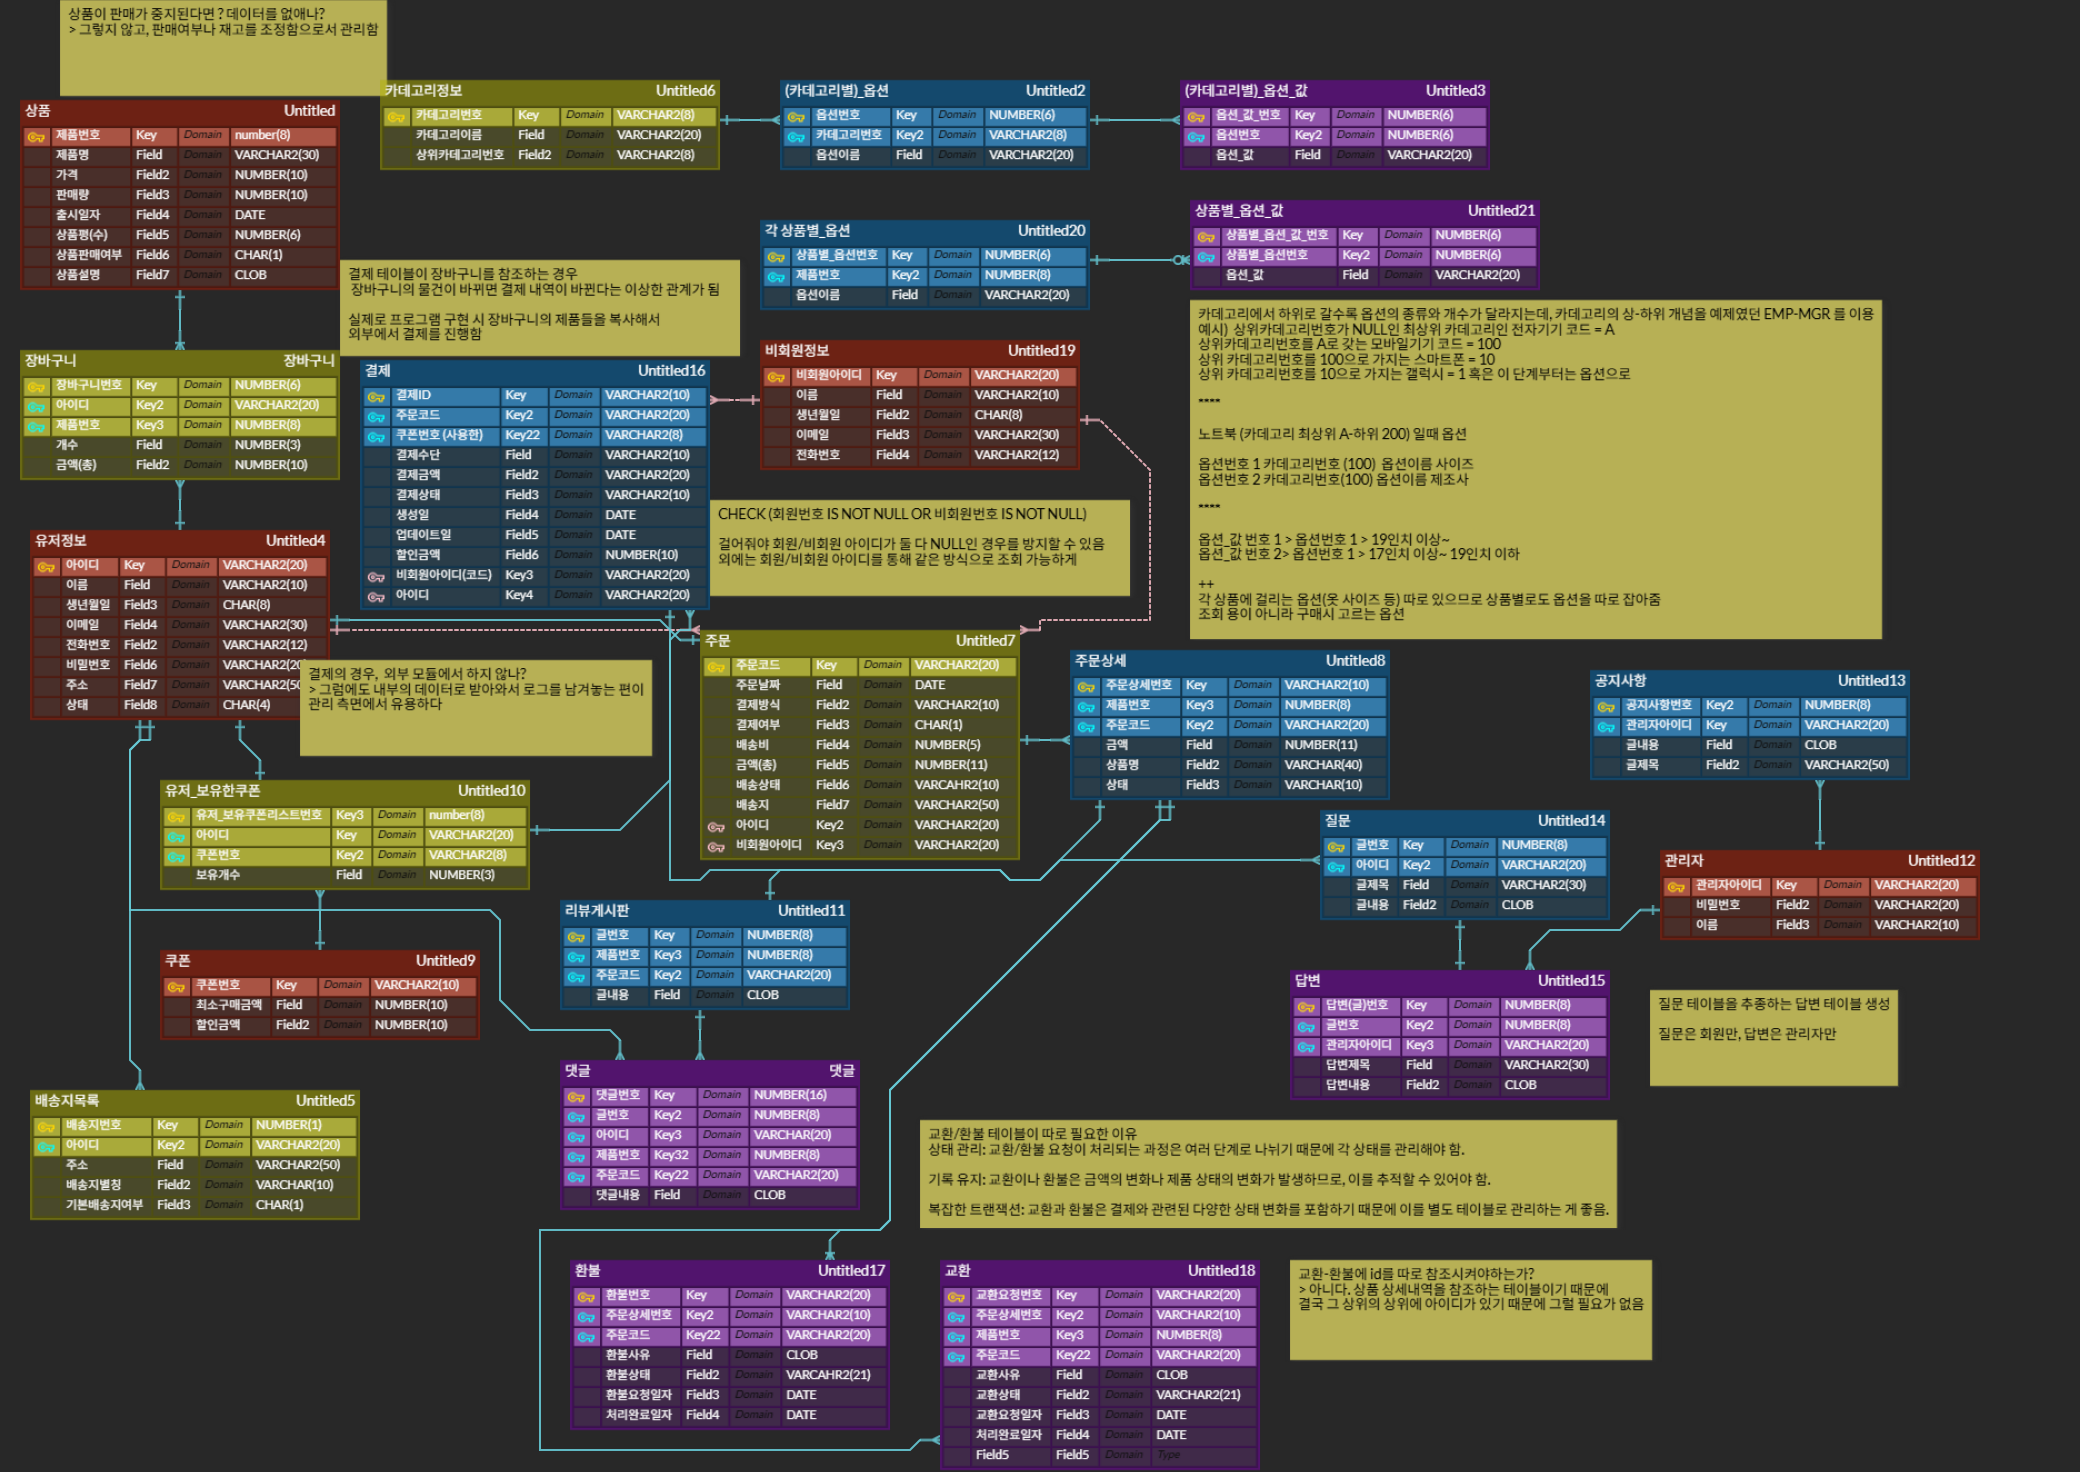 상품이 판매가 중지된다면? 데이터를 없애나?
> 그렇지 않고, 판매여부나 재고를 조정함으로서 관리함
상품 Untitled
제품번호 Key Domain number(8)
제품명 Field Domain VARCHAR2(30)
가격 Field2 Domain NUMBER(10)
판매량 Field3 Domain NUMBER(10)
출시일자 Field4 Domain DATE
상품평(수) Field5 Domain NUMBER(6)
상품판매여부 Field6 Domain CHAR(1)
상품설명 Field7 Domain CLOB
카데고리정보 Untitled6
카테고리번호 Key Domain VARCHAR2(8)
카테고리이름 Field Domain VARCHAR2(20)
상위카데고리번호 Field2 Domain VARCHAR2(8)
(카데고리별)_옵션 Untitled2
옵션번호 Key Domain NUMBER(6)
카테고리번호 Key2 Domain VARCHAR2(8)
옵션이름 Field Domain VARCHAR2(20)
(카데고리별)_옵션_값 Untitled3
옵션_값_번호 Key Domain NUMBER(6)
옵션번호 Key2 Domain NUMBER(6)
옵션_값 Field Domain VARCHAR2(20)
각 상품별_옵션 Untitled20
상품별_옵션번호 Key Domain NUMBER(6)
제품번호 Key2 Domain NUMBER(8)
옵션이름 Field Domain VARCHAR2(20)
상품별_옵션_값 Untitled21
상품별_옵션_값_번호 Key Domain NUMBER(6)
상품별_옵션번호 Key2 Domain NUMBER(6)
옵션_값 Field Domain VARCHAR2(20)
결제 테이블이 장바구니를 참조하는 경우
장바구니의 물건이 바뀌면 결제 내역이 바뀐다는 이상한 관계가 됨
실제로 프로그램 구현 시 장바구니의 제품들을 복사해서
외부에서 결제를 진행함
카테고리에서 하위로 갈수록 옵션의 종류와 개수가 달라지는데, 카테고리의 상-하위 개념을 예제였던 EMP-MGR 를 이용
예시) 상위카데고리번호가 NULL인 최상위 카데고리인 전자기기 코드 = A
상위카데고리번호를 A로 갖는 모바일기기 코드 = 100
상위 카데고리번호를 100으로 가지는 스마트폰 = 10
상위 카데고리번호를 10으로 가지는 갤럭시 = 1 혹은 이 단계부터는 옵션으로
****
노트북 (카테고리 최상위 A-하위 200) 일때 옵션
옵션번호 1 카데고리번호 (100) 옵션이름 사이즈
옵션번호 2 카데고리번호(100) 옵션이름 제조사
****
옵션_값 번호 1 > 옵션번호 1 > 19인치 이상~
옵션_값 번호 2> 옵션번호 1 > 17인치 이상~ 19인치 이하
++
각 상품에 걸리는 옵션(옷 사이즈 등) 따로 있으므로 상품별로도 옵션을 따로 잡아줌
조회 용이 아니라 구매시 고르는 옵션
장바구니 장바구니
장바구니번호 Key Domain NUMBER(6)
아이디 Key2 Domain VARCHAR2(20)
제품번호 Key3 Domain NUMBER(8)
개수 Field Domain NUMBER(3)
금액(총) Field2 Domain NUMBER(10)
결제 Untitled16
결제ID Key Domain VARCHAR2(10)
주문코드 Key2 Domain VARCHAR2(20)
쿠폰번호 (사용한) Key22 Domain VARCHAR2(8)
결제수단 Field Domain VARCHAR2(10)
결제금액 Field2 Domain VARCHAR2(20)
결제상태 Field3 Domain VARCHAR2(10)
생성일 Field4 Domain DATE
업데이트일 Field5 Domain DATE
할인금액 Field6 Domain NUMBER(10)
비회원아이디(코드) Key3 Domain VARCHAR2(20)
아이디 Key4 Domain VARCHAR2(20)
비회원정보 Untitled19
비회원아이디 Key Domain VARCHAR2(20)
이름 Field Domain VARCHAR2(10)
생년월일 Field2 Domain CHAR(8)
이메일 Field3 Domain VARCHAR2(30)
전화번호 Field4 Domain VARCHAR2(12)
CHECK (회원번호 IS NOT NULL OR 비회원번호 IS NOT NULL)
걸어줘야 회원/비회원 아이디가 둘 다 NULL인 경우를 방지할 수 있음
외에는 회원/비회원 아이디를 통해 같은 방식으로 조회 가능하게
유저정보 Untitled4
아이디 Key Domain VARCHAR2(20)
이름 Field Domain VARCHAR2(10)
생년월일 Field3 Domain CHAR(8)
이메일 Field4 Domain VARCHAR2(30)
전화번호 Field2 Domain VARCHAR2(12)
비밀번호 Field6 Domain VARCHAR2(20
주소 Field7 Domain VARCHAR2(50
상태 Field8 Domain CHAR(4)
결제의 경우, 외부 모듈에서 하지 않나?
> 그럼에도 내부의 데이터로 받아와서 로그를 남겨놓는 편이
관리 측면에서 유용하다
주문 Untitled7
주문코드 Key Domain VARCHAR2(20)
주문날짜 Field Domain DATE
결제방식 Field2 Domain VARCHAR2(10)
결제여부 Field3 Domain CHAR(1)
배송비 Field4 Domain NUMBER(5)
금액(총) Field5 Domain NUMBER(11)
배송상태 Field6 Domain VARCAHR2(10)
배송지 Field7 Domain VARCHAR2(50)
아이디 Key2 Domain VARCHAR2(20)
비회원아이디 Key3 Domain VARCHAR2(20)
주문상세 Untitled8
주문상세번호 Key Domain VARCHAR2(10)
제품번호 Key3 Domain NUMBER(8)
주문코드 Key2 Domain VARCHAR2(20)
금액 Field Domain NUMBER(11)
상품명 Field2 Domain VARCHAR(40)
상태 Field3 Domain VARCHAR(10)
공지사항 Untitled13
공지사항번호 Key2 Domain NUMBER(8)
관리자아이디 Key Domain VARCHAR2(20)
글내용 Field Domain CLOB
글제목 Field2 Domain VARCHAR2(50)
유저_보유한쿠폰 Untitled10
유저_보유쿠폰리스트번호 Key3 Domain number(8)
아이디 Key Domain VARCHAR2(20)
쿠폰번호 Key2 Domain VARCHAR2(8)
보유개수 Field Domain NUMBER(3)
질문 Untitled14
글번호 Key Domain NUMBER(8)
아이디 Key2 Domain VARCHAR2(20)
글제목 Field Domain VARCHAR2(30)
글내용 Field2 Domain CLOB
관리자 Untitled12
관리자아이디 Key Domain VARCHAR2(20)
비밀번호 Field2 Domain VARCHAR2(20)
이름 Field3 Domain VARCHAR2(10)
리뷰게시판 Untitled11
글번호 Key Domain NUMBER(8)
제품번호 Key3 Domain NUMBER(8)
주문코드 Key2 Domain VARCHAR2(20)
글내용 Field Domain CLOB
쿠폰 Untitled9
쿠폰번호 Key Domain VARCHAR2(10)
최소구매금액 Field Domain NUMBER(10)
할인금액 Field2 Domain NUMBER(10)
답변 Untitled15
답변(글)번호 Key Domain NUMBER(8)
글번호 Key2 Domain NUMBER(8)
관리자아이디 Key3 Domain VARCHAR2(20)
답변제목 Field Domain VARCHAR2(30)
답변내용 Field2 Domain CLOB
질문 테이블을 추종하는 답변 테이블 생성
질문은 회원만, 답변은 관리자만
댓글 댓글
댓글번호 Key Domain NUMBER(16)
글번호 Key2 Domain NUMBER(8)
아이디 Key3 Domain VARCHAR(20)
제품번호 Key32 Domain NUMBER(8)
주문코드 Key22 Domain VARCHAR2(20)
댓글내용 Field Domain CLOB
배송지목록 Untitled5
배송지번호 Key Domain NUMBER(1)
아이디 Key2 Domain VARCHAR2(20)
주소 Field Domain VARCHAR2(50)
배송지별칭 Field2 Domain VARCHAR(10)
기본배송지여부 Field3 Domain CHAR(1)
교환/환불 테이블이 따로 필요한 이유
상태 관리: 교환/환불 요청이 처리되는 과정은 여러 단계로 나뉘기 때문에 각 상태를 관리해야 함.
기록 유지: 교환이나 환불은 금액의 변화나 제품 상태의 변화가 발생하므로, 이를 추적할 수 있어야 함.
복잡한 트랜잭션: 교환과 환불은 결제와 관련된 다양한 상태 변화를 포함하기 때문에 이를 별도 테이블로 관리하는 게 좋음.
환불 Untitled17
환불번호 Key Domain VARCHAR2(20)
주문상세번호 Key2 Domain VARCHAR2(10)
주문코드 Key22 Domain VARCHAR2(20)
환불사유 Field Domain CLOB
환불상태 Field2 Domain VARCAHR2(21)
환불요청일자 Field3 Domain DATE
처리완료일자 Field4 Domain DATE
교환 Untitled18
교환요청번호 Key Domain VARCHAR2(20)
주문상세번호 Key2 Domain VARCHAR2(10)
제품번호 Key3 Domain NUMBER(8)
주문코드 Key22 Domain VARCHAR2(20)
교환사유 Field Domain CLOB
교환상태 Field2 Domain VARCHAR2(21)
교환요청일자 Field3 Domain DATE
처리완료일자 Field4 Domain DATE
Field5 Field5 Domain Type
교환-환불에 id를 따로 참조시켜야하는가?
> 아니다. 상품 상세내역을 참조하는 테이블이기 때문에
결국 그 상위의 상위에 아이디가 있기 때문에 그럴 필요가 없음